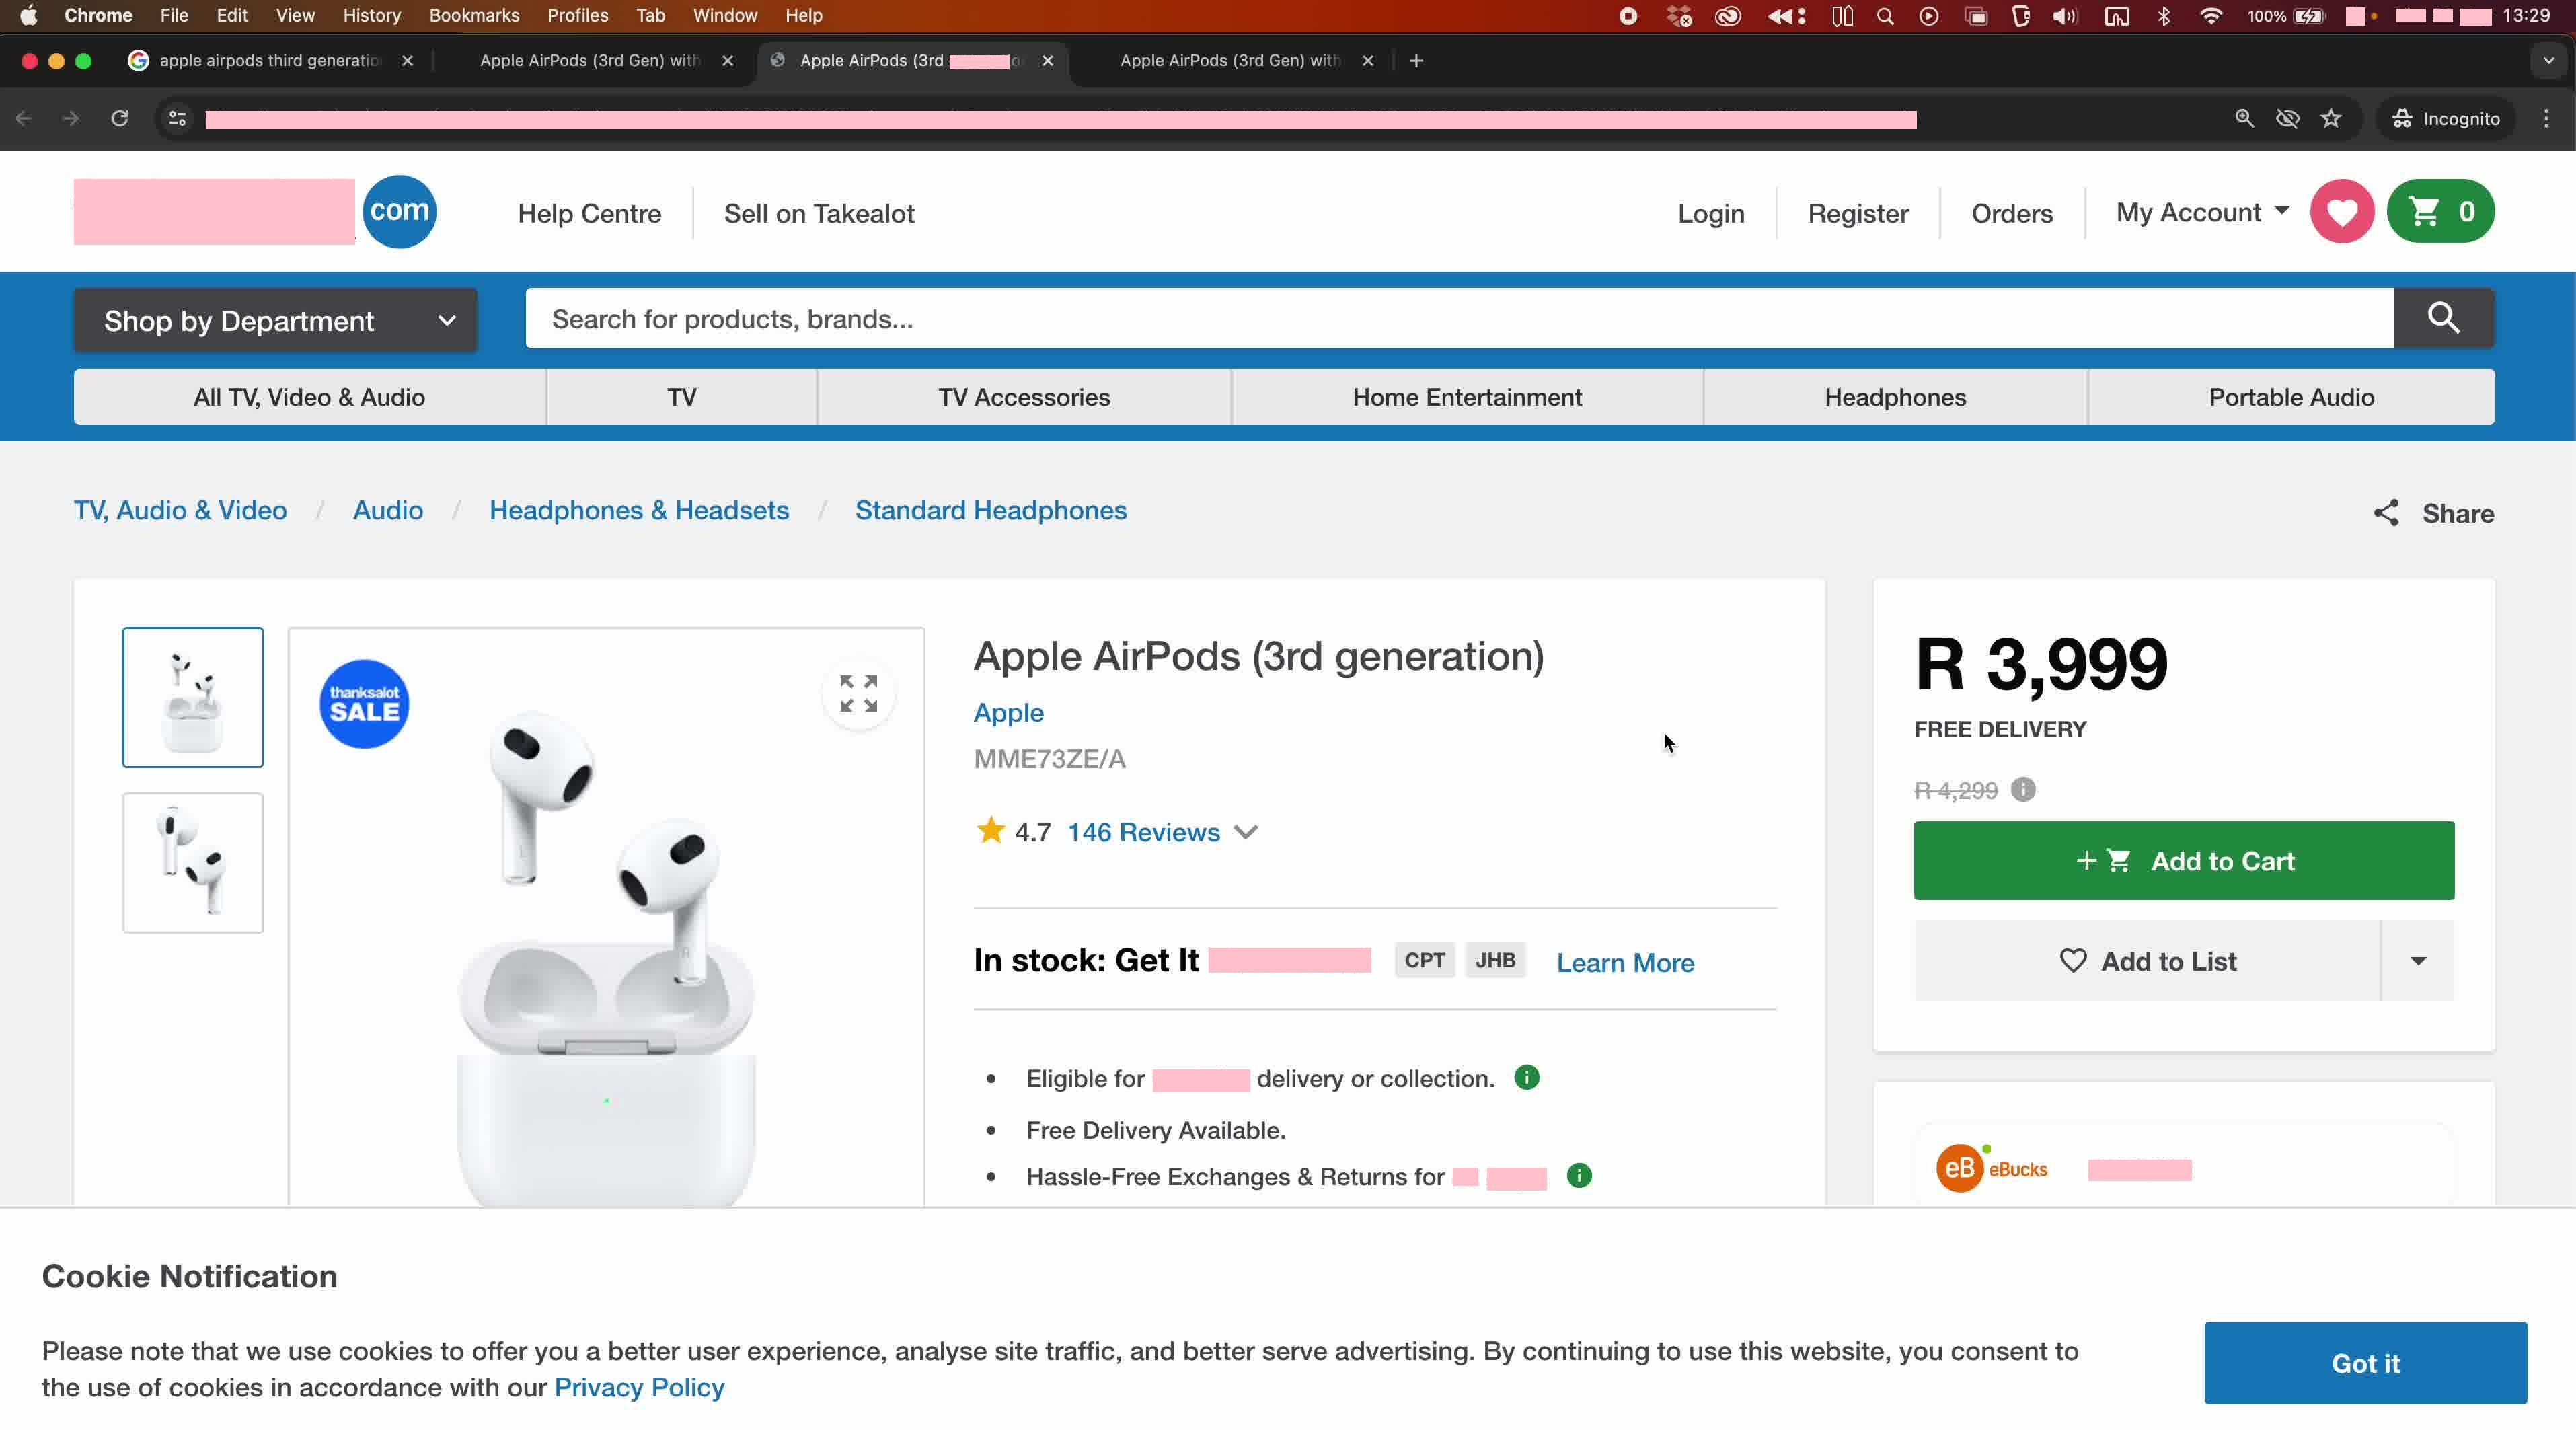 Chrome File Edit View History Bookmarks Profiles Tab Window Help 100% 13:29
apple airpods third generatio Apple AirPods (3rd Gen) with Apple AirPods (3rd Apple AirPods (3rd Gen) with
Incognito
com Help Centre Sell on Takealot Login Register Orders My Account 0
Shop by Department Search for products, brands...
All TV, Video & Audio TV TV Accessories Home Entertainment Headphones Portable Audio
TV, Audio & Video / Audio / Headphones & Headsets / Standard Headphones Share
thanksalot
SALE
Apple AirPods (3rd generation)
Apple
MME73ZE/A
4.7 146 Reviews
In stock: Get It CPT JHB Learn More
• Eligible for delivery or collection.
• Free Delivery Available.
• Hassle-Free Exchanges & Returns for
R 3,999
FREE DELIVERY
R 4,299
+ Add to Cart
Add to List
eB eBucks
Cookie Notification
Please note that we use cookies to offer you a better user experience, analyse site traffic, and better serve advertising. By continuing to use this website, you consent to
the use of cookies in accordance with our Privacy Policy
Got it